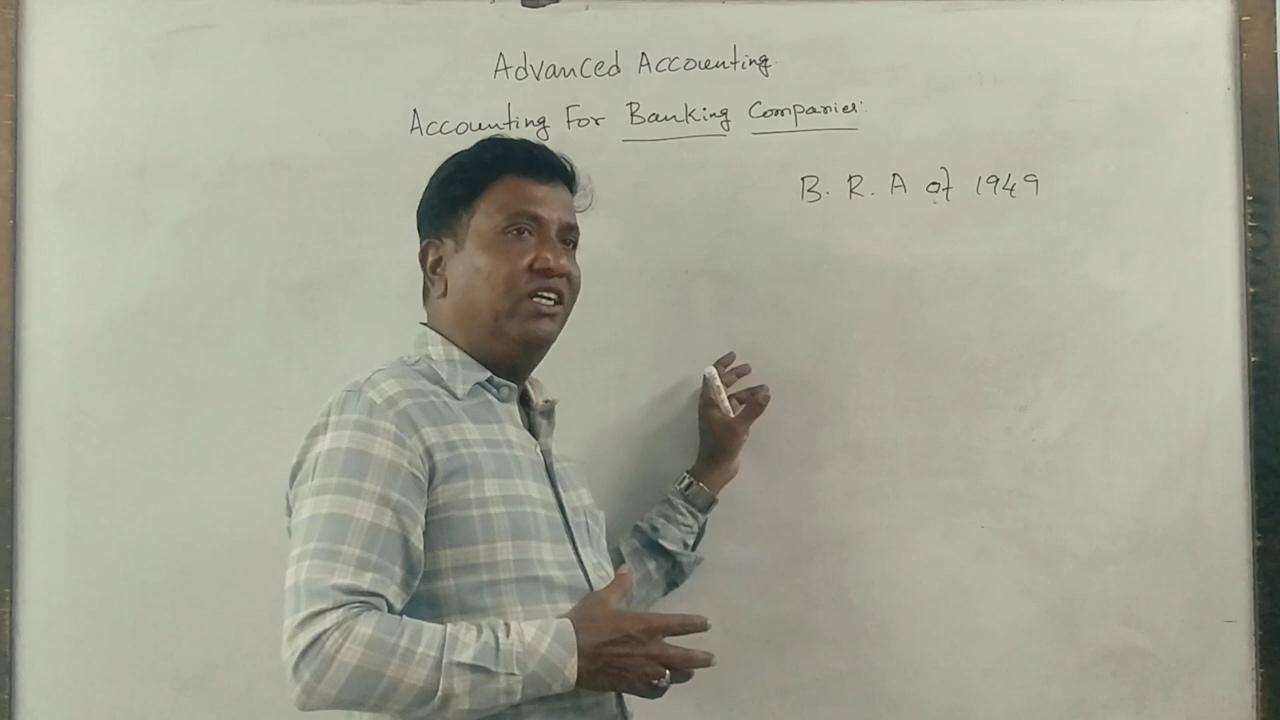 Advanced Accounting.
Accounting For Banking Companies:
B. R. A of 1949